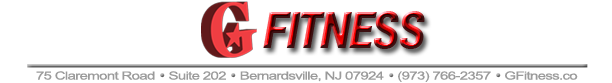 G FITNESS
75 Claremont Road • Suite 202 • Bernardsville, NJ 07924 • (973) 766-2357 • GFitness.co